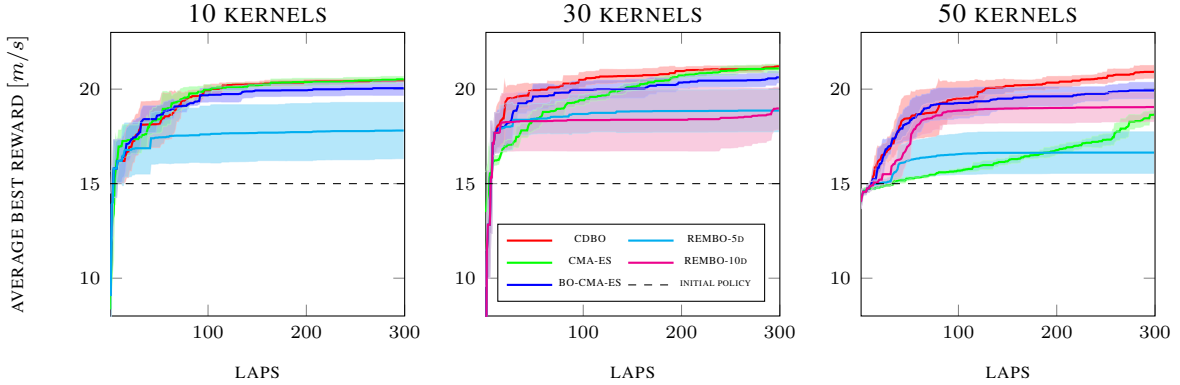 10 KERNELS
30 KERNELS
50 KERNELS
AVERAGE BEST REWARD [m/s]
20
15
10
100
200
300
LAPS
20
15
10
100
200
300
LAPS
CDBO
REMBO-5D
CMA-ES
REMBO-10D
BO-CMA-ES
INITIAL POLICY
20
15
10
100
200
300
LAPS